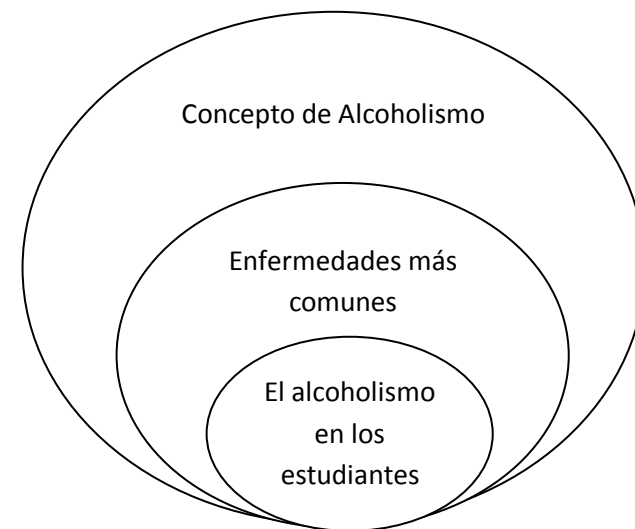 Concepto de Alcoholismo
Enfermedades más
comunes
El alcoholismo
en los
estudiantes